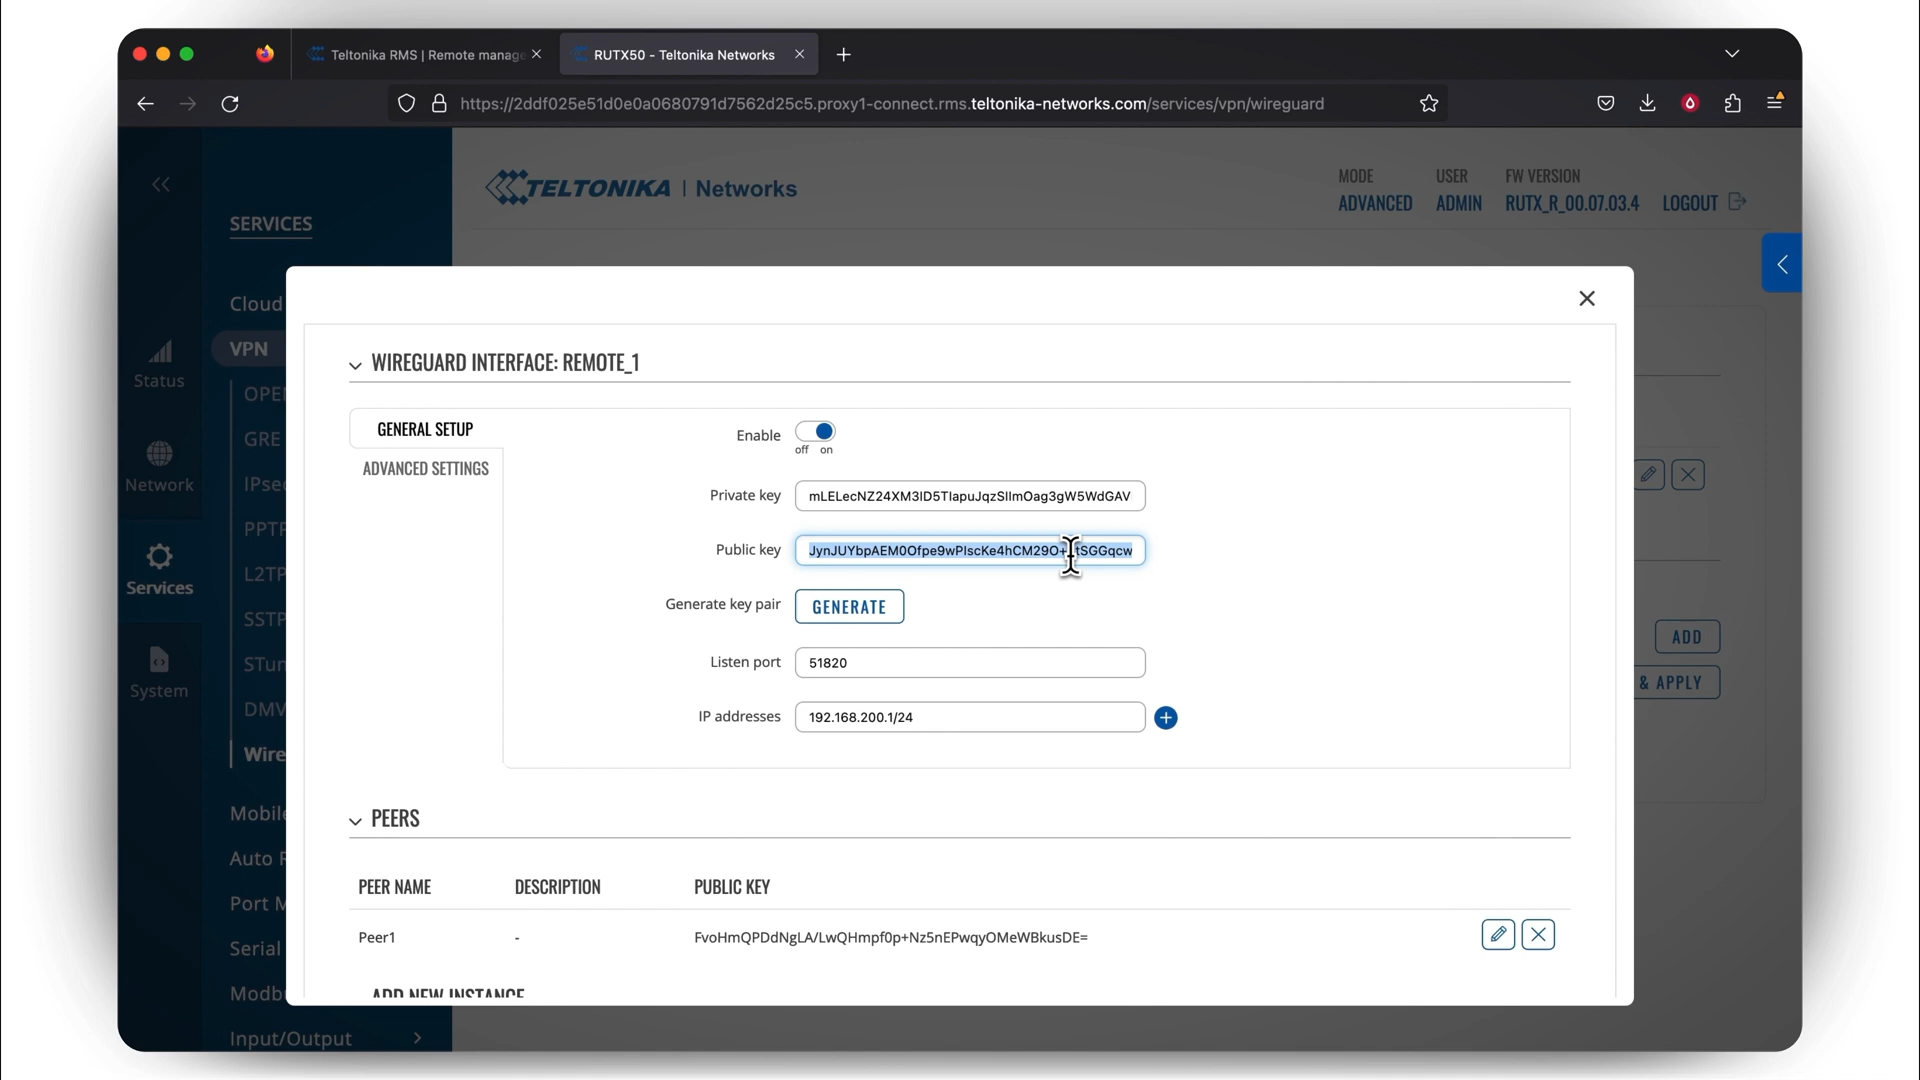 Teltonika RMS | Remote manage
RUTX50 - Teltonika Networks
https://2ddf025e51d0e0a0680791d7562d25c5.proxy1-connect.rms.teltonika-networks.com/services/vpn/wireguard
TELTONIKA | Networks
MODE
ADVANCED
USER
ADMIN
FW VERSION
RUTX_R_00.07.03.4
LOGOUT
SERVICES
Status
Network
Services
System
Cloud
VPN
OPE
GRE
IPse
PPTP
L2TP
SSTP
STun
DMV
Wire
Mobile
Auto R
Port M
Serial
Modb
Input/Output
WIREGUARD INTERFACE: REMOTE_1
GENERAL SETUP
ADVANCED SETTINGS
Enable
off on
Private key
mLELecNZ24XM3lD5TlapuJqzSllmOag3gW5WdGAV
Public key
JynJUYbpAEM0Ofpe9wPlscKe4hCM29O+ tSGGqcw
Generate key pair
GENERATE
Listen port
51820
IP addresses
192.168.200.1/24
PEERS
PEER NAME DESCRIPTION PUBLIC KEY
Peer1 - FvoHmQPDdNgLA/LwQHmpf0p+Nz5nEPwqyOMeWBkusDE=
ADD NEW INSTANCE
ADD
& APPLY